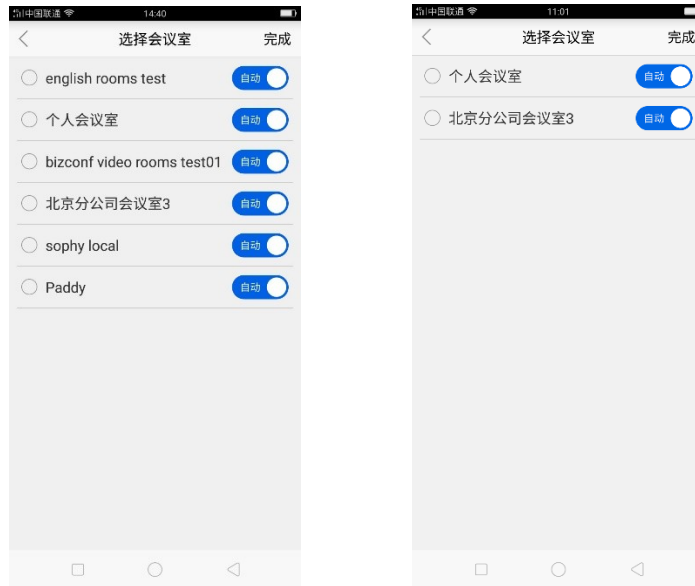 中国联通 14:40
选择会议室 完成
english rooms test 自动
个人会议室 自动
bizconf video rooms test01 自动
北京分公司会议室3 自动
sophy local 自动
Paddy 自动
中国联通 11:01
选择会议室 完成
个人会议室 自动
北京分公司会议室3 自动